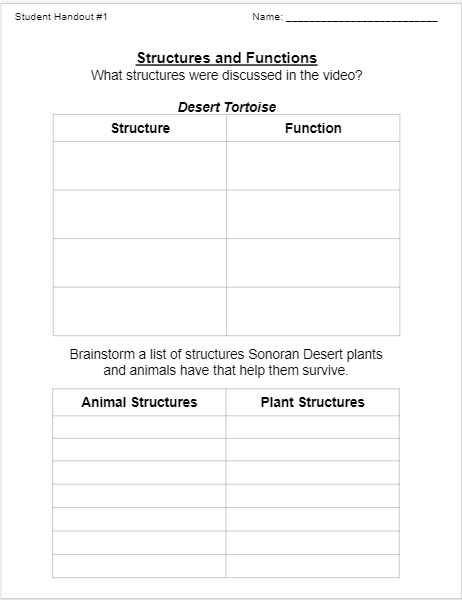 Student Handout #1 Name: __________________________
Structures and Functions
What structures were discussed in the video?
Desert Tortoise
Structure Function
Brainstorm a list of structures Sonoran Desert plants
and animals have that help them survive.
Animal Structures Plant Structures